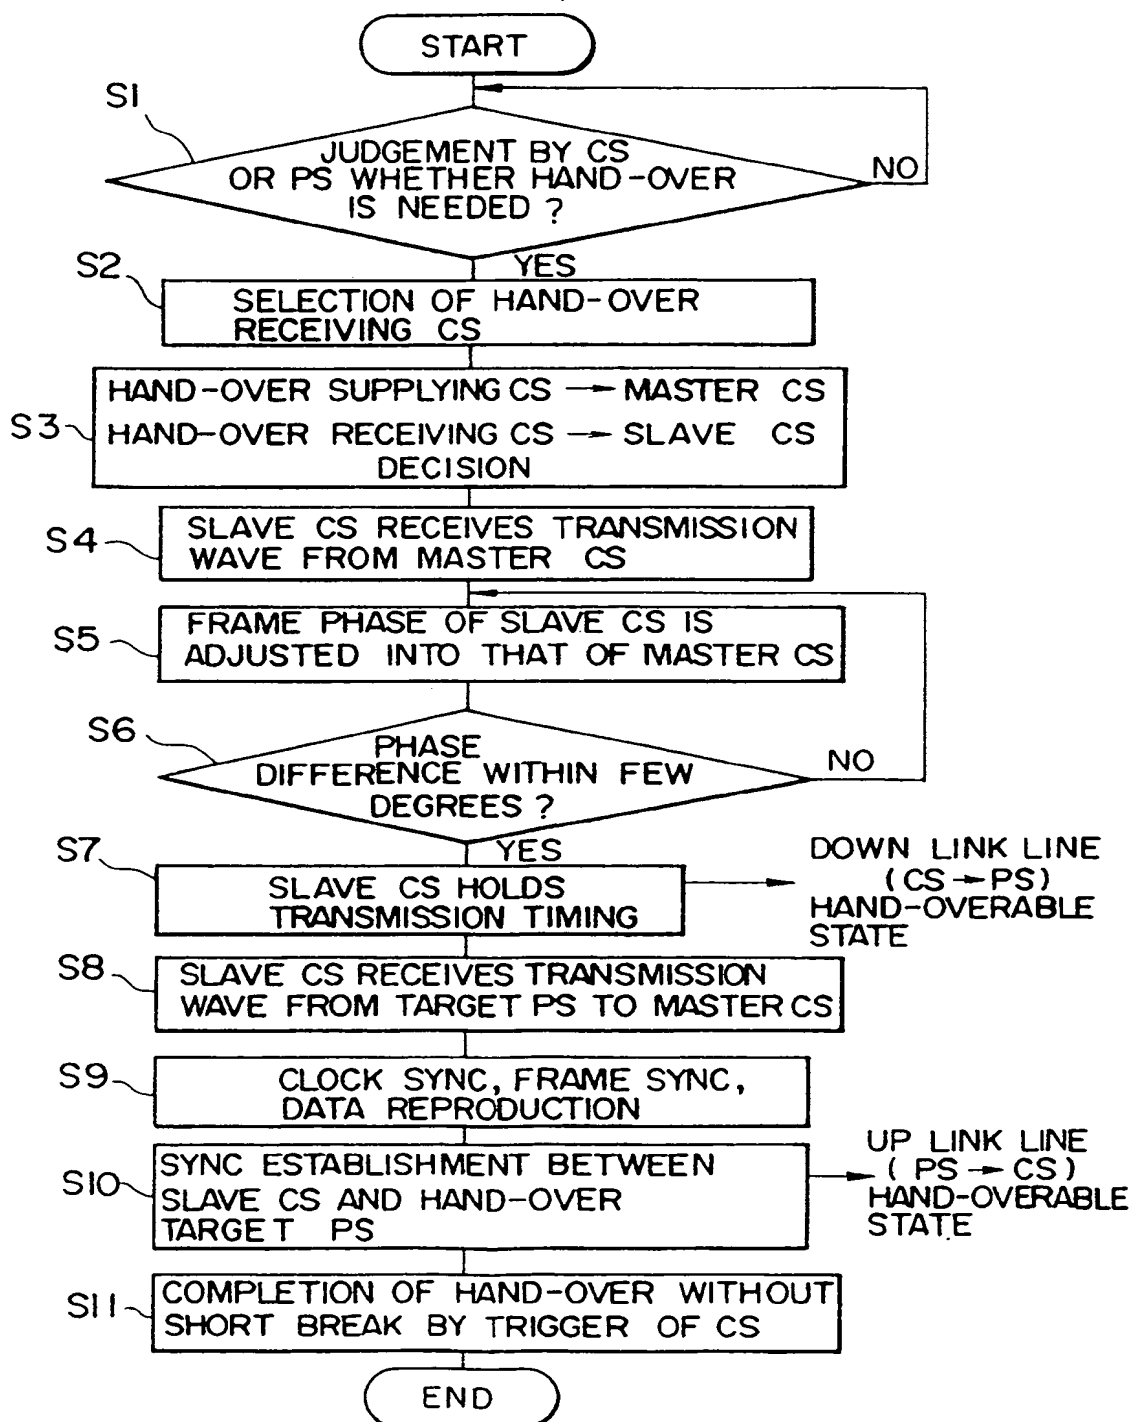 START
S1
JUDGEMENT BY CS
OR PS WHETHER HAND-OVER
IS NEEDED ?
NO
YES
S2
SELECTION OF HAND-OVER
RECEIVING CS
S3
HAND-OVER SUPPLYING CS → MASTER CS
HAND-OVER RECEIVING CS → SLAVE CS
DECISION
S4
SLAVE CS RECEIVES TRANSMISSION
WAVE FROM MASTER CS
S5
FRAME PHASE OF SLAVE CS IS
ADJUSTED INTO THAT OF MASTER CS
S6
PHASE
DIFFERENCE WITHIN FEW
DEGREES ?
NO
YES
S7
SLAVE CS HOLDS
TRANSMISSION TIMING
DOWN LINK LINE
(CS → PS)
HAND-OVERABLE
STATE
S8
SLAVE CS RECEIVES TRANSMISSION
WAVE FROM TARGET PS TO MASTER CS
S9
CLOCK SYNC, FRAME SYNC,
DATA REPRODUCTION
S10
SYNC ESTABLISHMENT BETWEEN
SLAVE CS AND HAND-OVER
TARGET PS
UP LINK LINE
( PS → CS)
HAND-OVERABLE
STATE
S11
COMPLETION OF HAND-OVER WITHOUT
SHORT BREAK BY TRIGGER OF CS
END